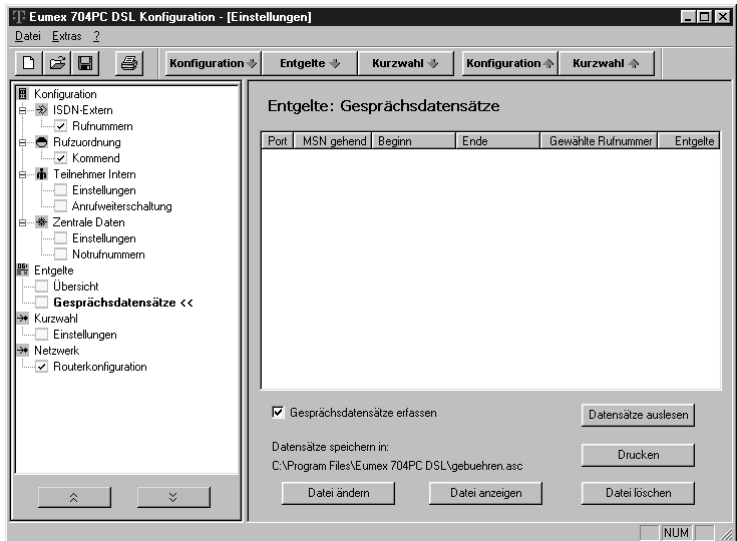 Eumex 704PC DSL Konfiguration - [Einstellungen]
Datei Extras ?
Konfiguration Entgelte Kurzwahl Konfiguration Kurzwahl
Konfiguration
ISDN-Extern
Rufnummern
Rufzuordnung
Kommend
Teilnehmer Intern
Einstellungen
Anrufweiterschaltung
Zentrale Daten
Einstellungen
Notrufnummern
Entgelte
Übersicht
Gesprächsdatensätze <<
Kurzwahl
Einstellungen
Netzwerk
Routerkonfiguration
Entgelte: Gesprächsdatensätze
Port MSN gehend Beginn Ende Gewählte Rufnummer Entgelte
Gesprächsdatensätze erfassen
Datensätze auslesen
Datensätze speichern in:
C:\Program Files\Eumex 704PC DSL\gebuehren.asc
Drucken
Datei ändern Datei anzeigen Datei löschen
NUM